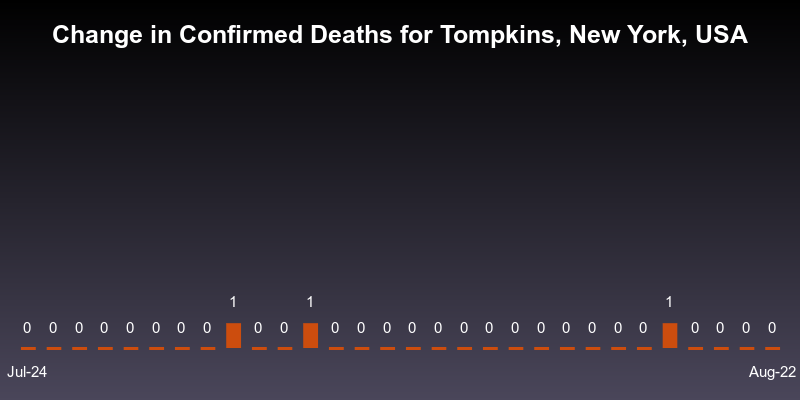 Change in Confirmed Deaths for Tompkins, New York, USA
1 1 1
0 0 0 0 0 0 0 0 0 0 0 0 0 0 0 0 0 0 0 0 0 0 0 0 0 0 0
Jul-24 Aug-22